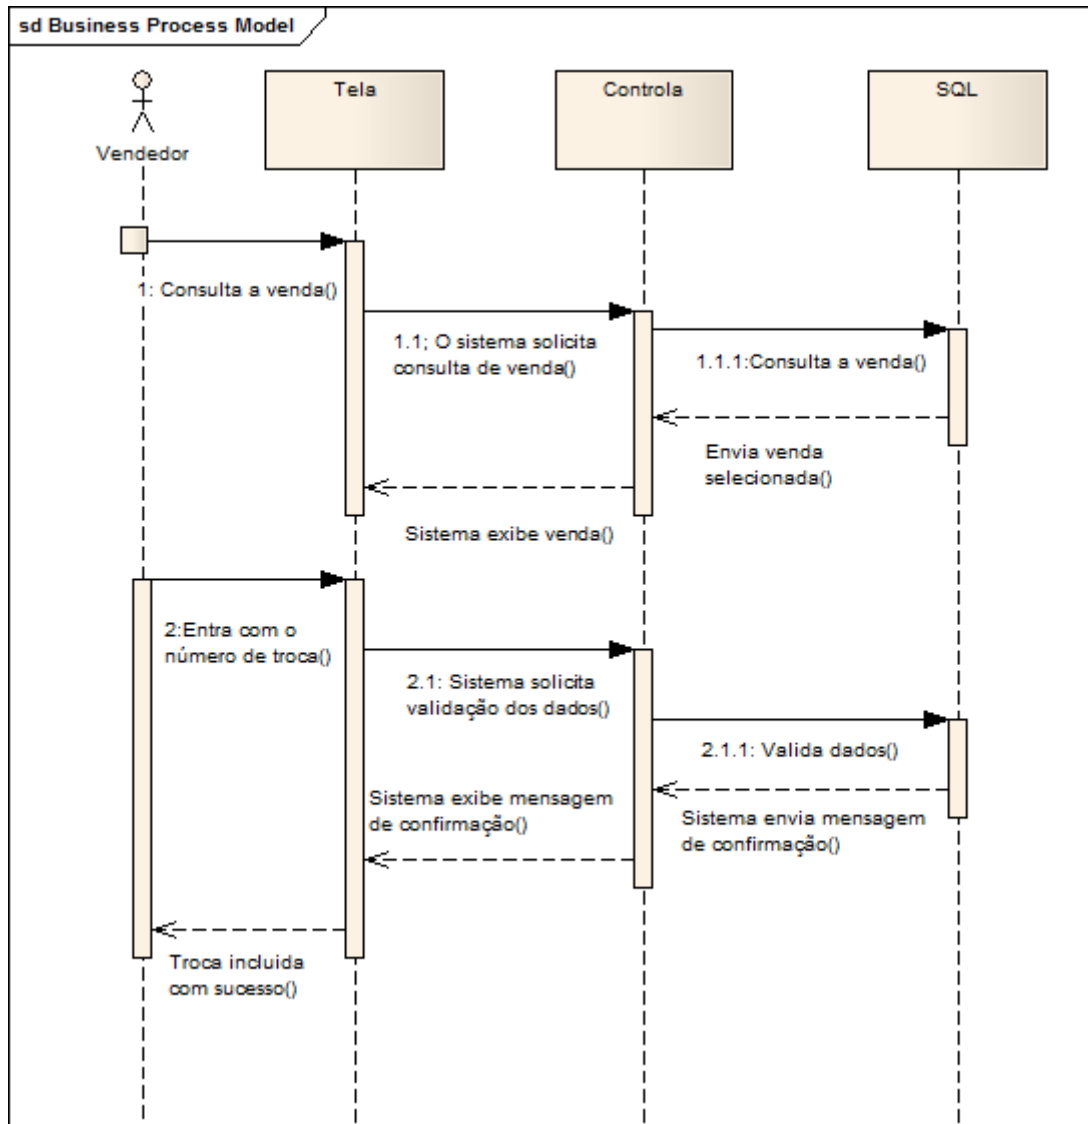 sd Business Process Model
Vendedor
Tela
Controla
SQL
1: Consulta a venda()
1.1; O sistema solicita
consulta de venda()
1.1.1:Consulta a venda()
Envia venda
selecionada()
Sistema exibe venda()
2:Entra com o
número de troca()
2.1: Sistema solicita
validação dos dados()
2.1.1: Valida dados()
Sistema exibe mensagem
de confirmação()
Sistema envia mensagem
de confirmação()
Troca incluida
com sucesso()